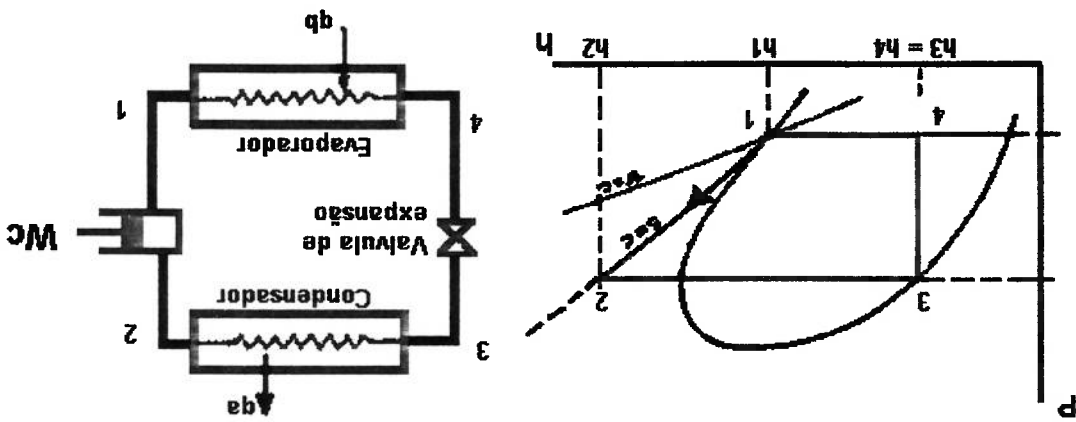 P
3
2
s=c
v=c
4
1
h3 = h4
h1
h2
h
qa
3
2
Condensador
Valvula de
expansão
Wc
Evaporador
4
1
qb